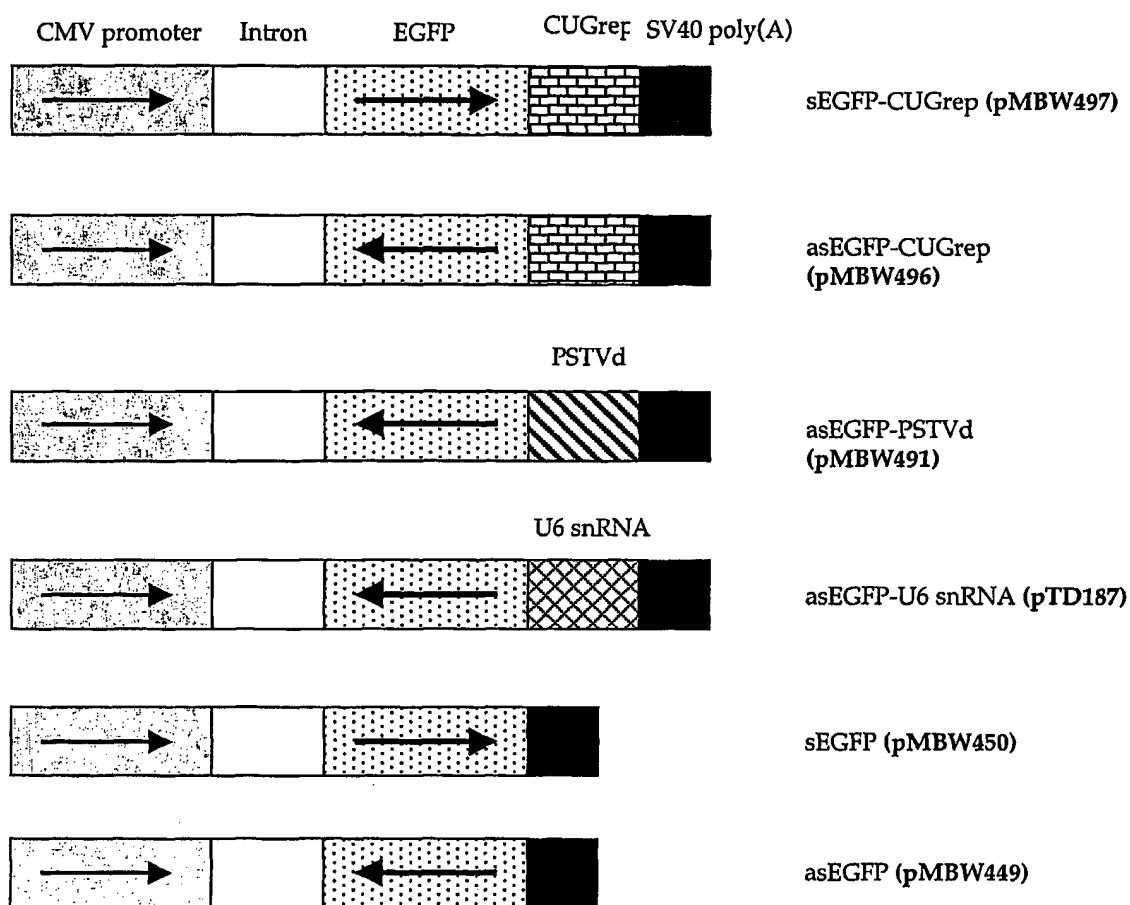 CMV promoter Intron EGFP CUGrep SV40 poly(A)
sEGFP-CUGrep (pMBW497)
asEGFP-CUGrep
(pMBW496)
PSTVd
asEGFP-PSTVd
(pMBW491)
U6 snRNA
asEGFP-U6 snRNA (pTD187)
sEGFP (pMBW450)
asEGFP (pMBW449)